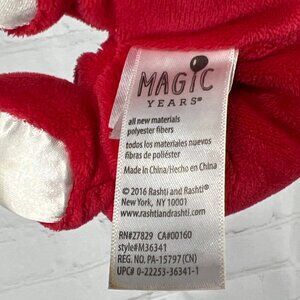 MAGIC
YEARS®
all new materials
polyester fibers
todos los materiales nuevos
fibras de poliéster
Made in China/Hecho en China
© 2016 Rashti and Rashti®
New York, NY 10001
www.rashtiandrashti.com
RN#27829 CA#00160
style#M36341
REG. NO. PA-15797 (CN)
UPC# 0-22253-36341-1